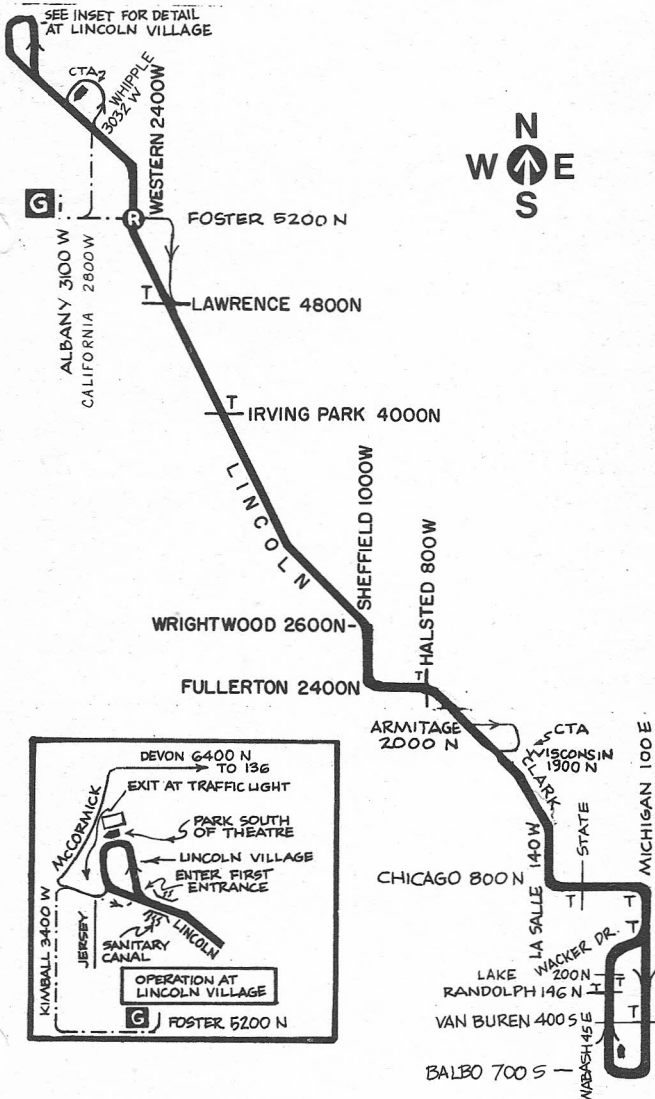 SEE INSET FOR DETAIL
AT LINCOLN VILLAGE
CTA
WHIPPLE
3032 W
WESTERN 2400W
N
W E
S
G
R
FOSTER 5200 N
ALBANY 3100 W
CALIFORNIA 2800W
T
LAWRENCE 4800N
T
IRVING PARK 4000N
LINCOLN
SHEFFIELD 1000W
HALSTED 800W
WRIGHTWOOD 2600N-
T
FULLERTON 2400N
ARMITAGE
2000 N
CTA
WISCONSIN
1900 N
CLARK
MICHIGAN 100 E
LA SALLE 140W
STATE
CHICAGO 800 N
T
T
T
WACKER DR.
LAKE 200N
RANDOLPH 146 N
T
T
VAN BUREN 400 S
T
WABASH 45 E
BALBO 700 S
DEVON 6400 N
TO 136
EXIT AT TRAFFIC LIGHT
McCORMICK
PARK SOUTH
OF THEATRE
LINCOLN VILLAGE
ENTER FIRST
ENTRANCE
KIMBALL 3400 W
JERSEY
SANITARY
CANAL
LINCOLN
OPERATION AT
LINCOLN VILLAGE
G
FOSTER 5200 N